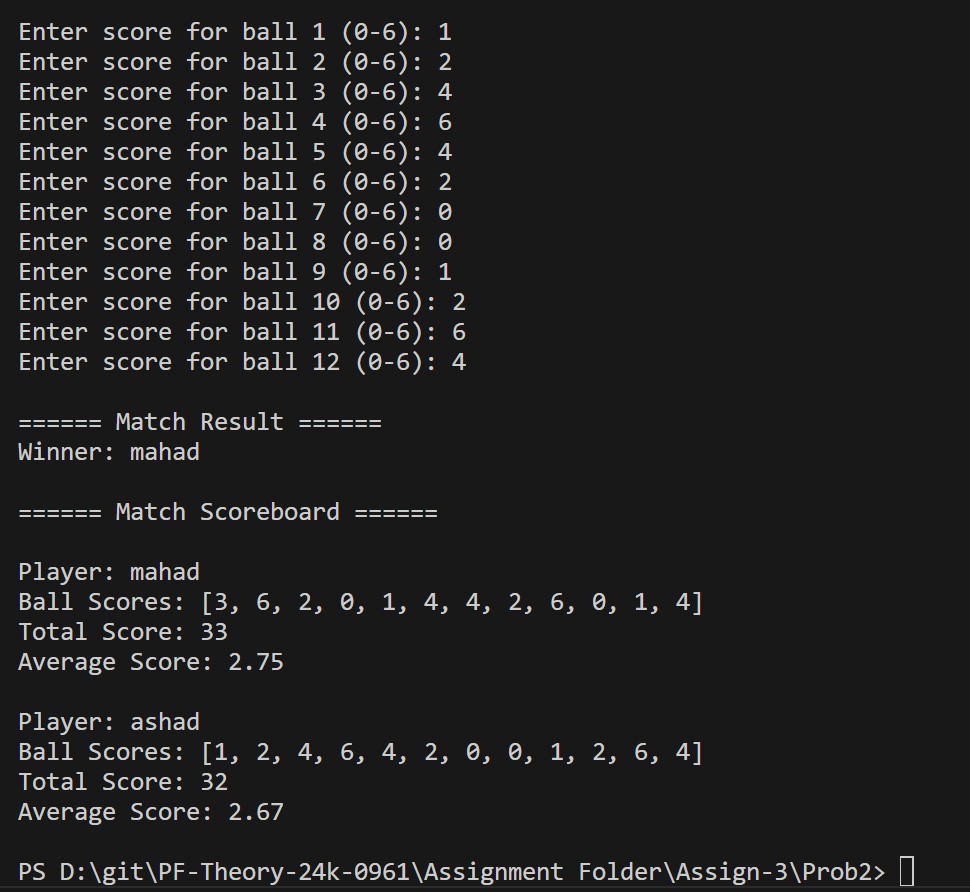 Enter score for ball 1 (0-6): 1
Enter score for ball 2 (0-6): 2
Enter score for ball 3 (0-6): 4
Enter score for ball 4 (0-6): 6
Enter score for ball 5 (0-6): 4
Enter score for ball 6 (0-6): 2
Enter score for ball 7 (0-6): 0
Enter score for ball 8 (0-6): 0
Enter score for ball 9 (0-6): 1
Enter score for ball 10 (0-6): 2
Enter score for ball 11 (0-6): 6
Enter score for ball 12 (0-6): 4
====== Match Result ======
Winner: mahad
====== Match Scoreboard ======
Player: mahad
Ball Scores: [3, 6, 2, 0, 1, 4, 4, 2, 6, 0, 1, 4]
Total Score: 33
Average Score: 2.75
Player: ashad
Ball Scores: [1, 2, 4, 6, 4, 2, 0, 0, 1, 2, 6, 4]
Total Score: 32
Average Score: 2.67
PS D:\git\PF-Theory-24k-0961\Assignment Folder\Assign-3\Prob2>